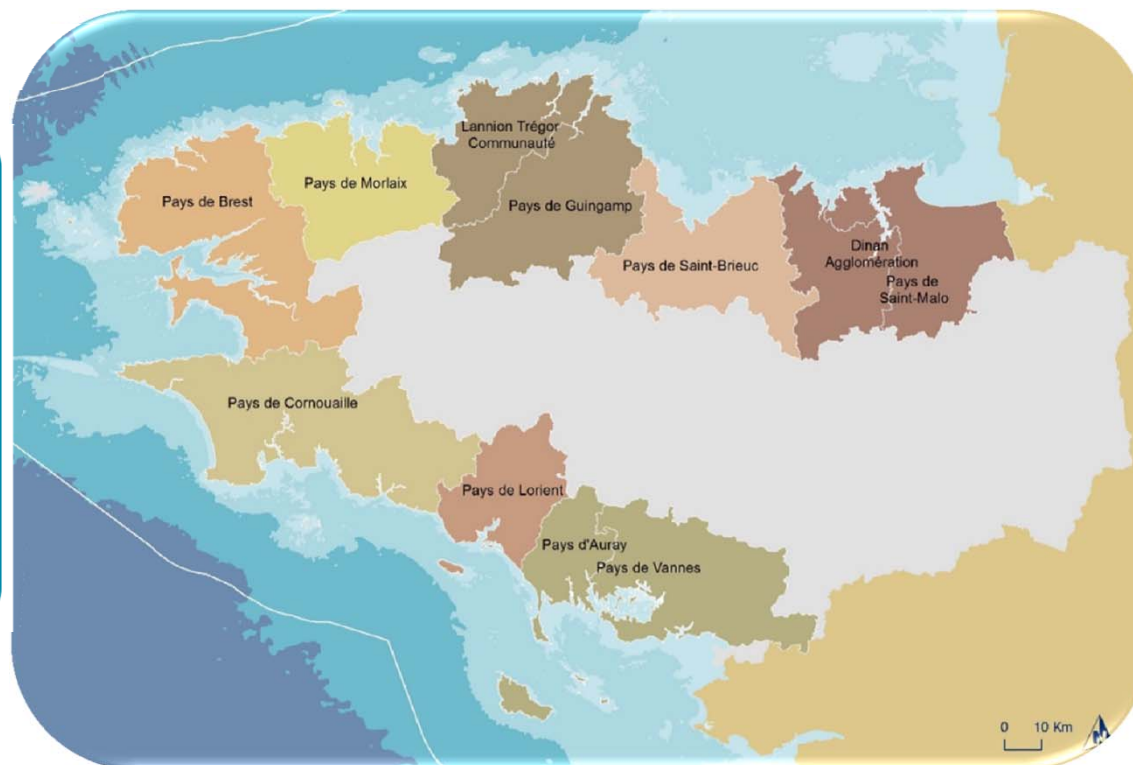 Lannion Trégor
Communauté
Pays de Morlaix
Pays de Brest
Pays de Guingamp
Dinan
Agglomération
Pays de Saint-Brieuc
Pays de
Saint-Malo
Pays de Cornouaille
Pays de Lorient
Pays d'Auray
Pays de Vannes
0 10 Km